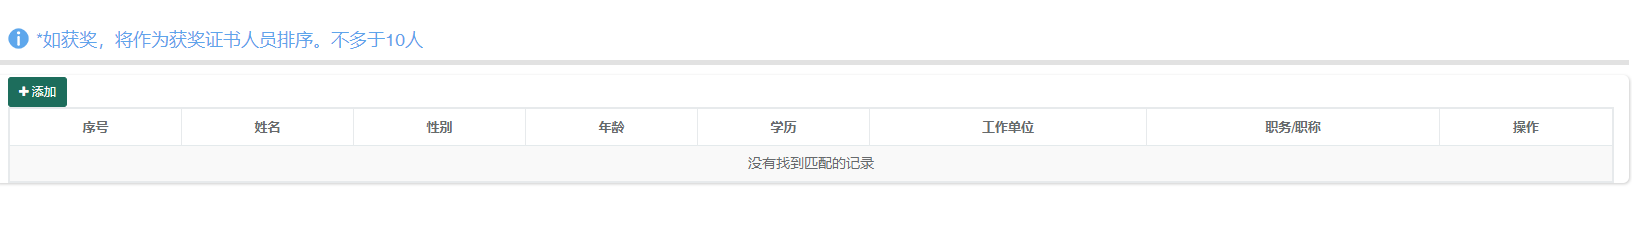 *如获奖，将作为获奖证书人员排序。不多于10人
添加
序号 姓名 性别 年龄 学历 工作单位 职务/职称 操作
没有找到匹配的记录